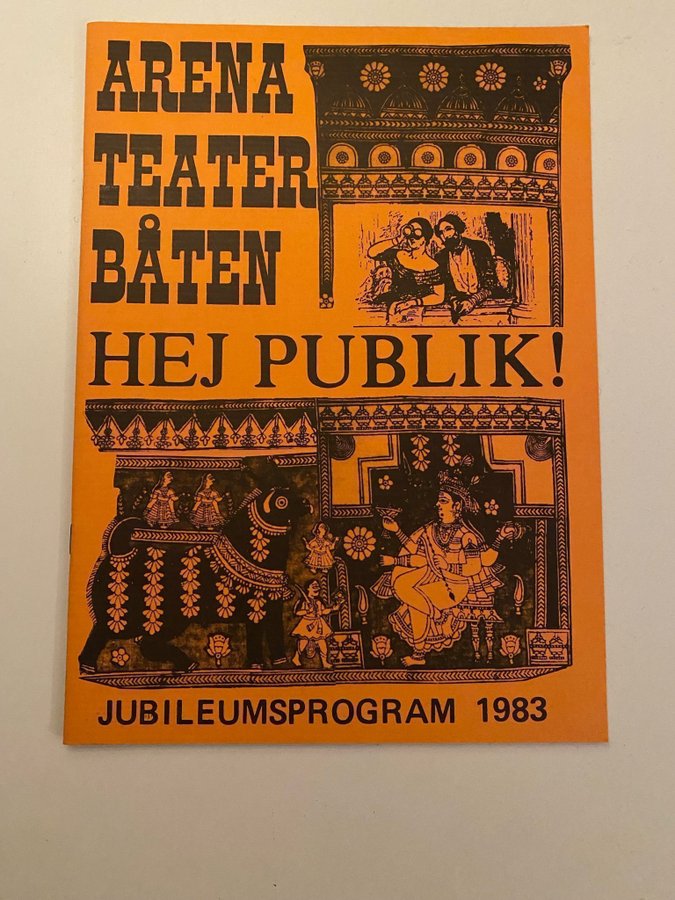 ARENA
TEATER
BÅTEN
HEJ PUBLIK!
JUBILEUMSPROGRAM 1983